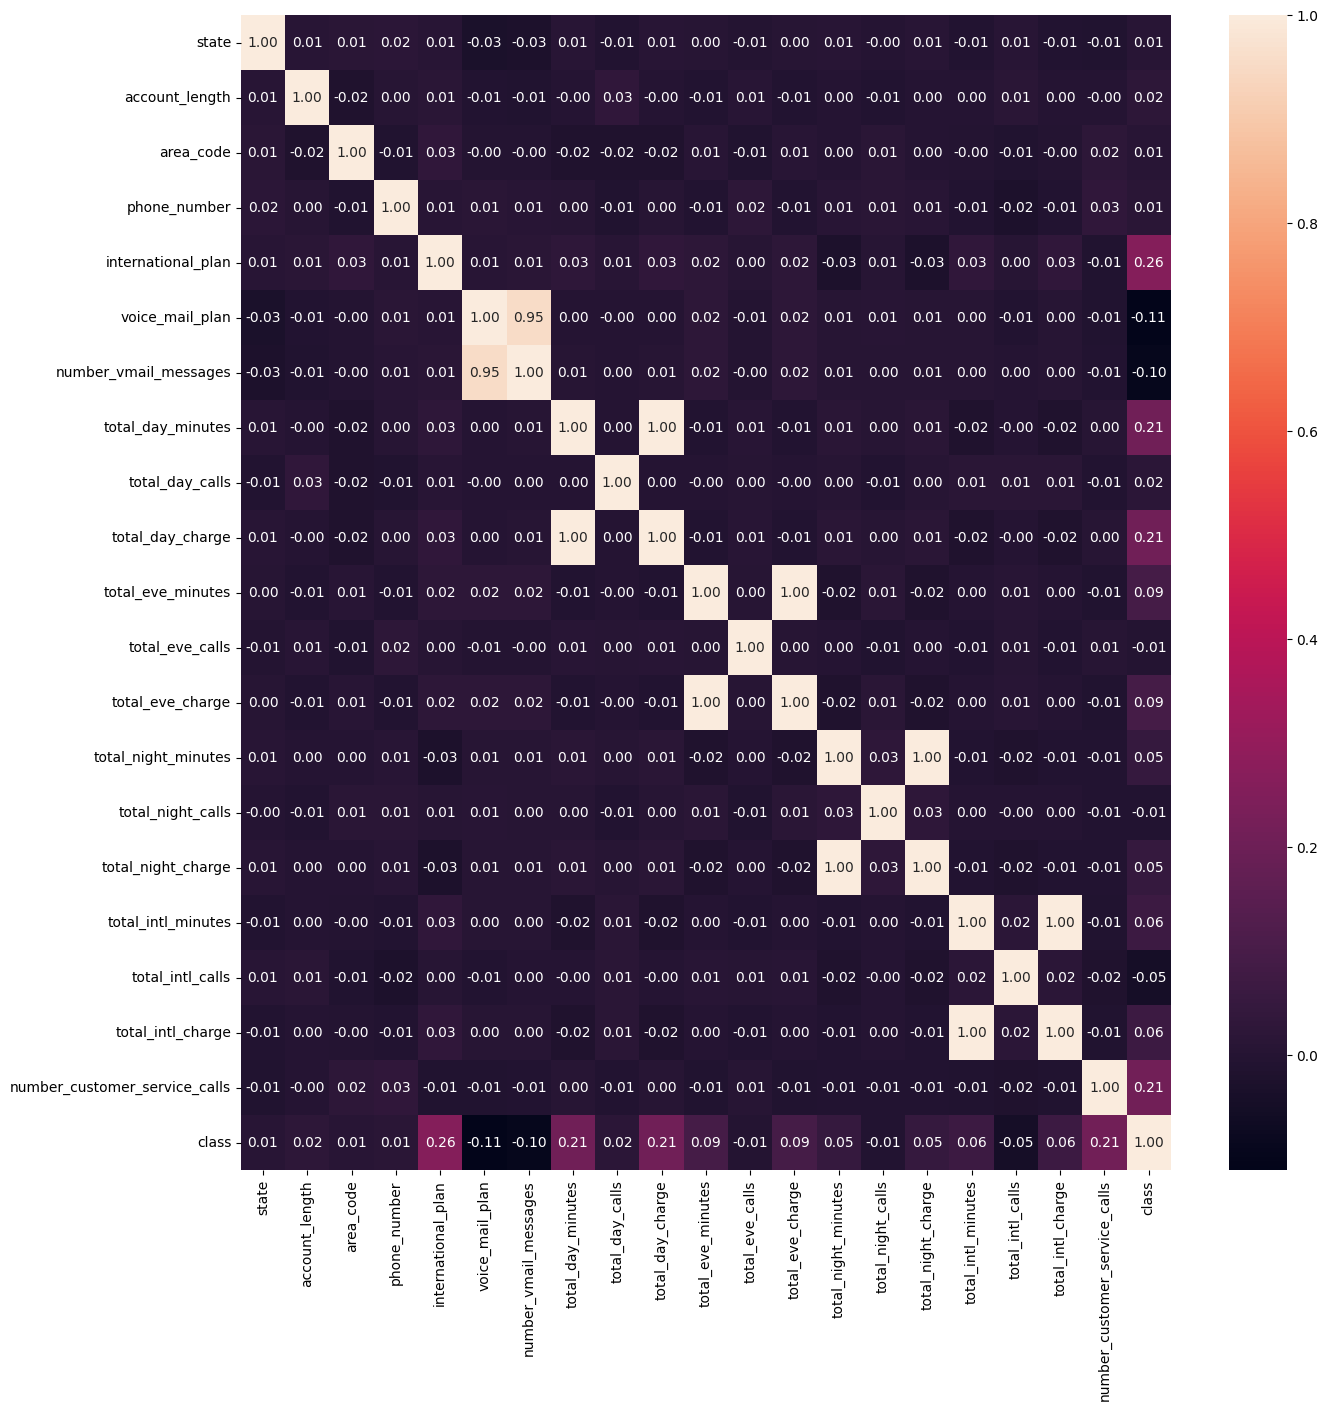 state 1.00 0.01 0.01 0.02 0.01 -0.03 -0.03 0.01 -0.01 0.01 0.00 -0.01 0.00 0.01 -0.00 0.01 -0.01 0.01 -0.01 -0.01 0.01
account_length 0.01 1.00 -0.02 0.00 0.01 -0.01 -0.01 -0.00 0.03 -0.00 -0.01 0.01 -0.01 0.00 -0.01 0.00 0.00 0.01 0.00 -0.00 0.02
area_code 0.01 -0.02 1.00 -0.01 0.03 -0.00 -0.00 -0.02 -0.02 -0.02 0.01 -0.01 0.01 0.00 0.01 0.00 -0.00 -0.01 -0.00 0.02 0.01
phone_number 0.02 0.00 -0.01 1.00 0.01 0.01 0.01 0.00 -0.01 0.00 -0.01 0.02 -0.01 0.01 0.01 0.01 -0.01 -0.02 -0.01 0.03 0.01
international_plan 0.01 0.01 0.03 0.01 1.00 0.01 0.01 0.03 0.01 0.03 0.02 0.00 0.02 -0.03 0.01 -0.03 0.03 0.00 0.03 -0.01 0.26
voice_mail_plan -0.03 -0.01 -0.00 0.01 0.01 1.00 0.95 0.00 -0.00 0.00 0.02 -0.01 0.02 0.01 0.01 0.01 0.00 -0.01 0.00 -0.01 -0.11
number_vmail_messages -0.03 -0.01 -0.00 0.01 0.01 0.95 1.00 0.01 0.00 0.01 0.02 -0.00 0.02 0.01 0.00 0.01 0.00 0.00 0.00 -0.01 -0.10
total_day_minutes 0.01 -0.00 -0.02 0.00 0.03 0.00 0.01 1.00 0.00 1.00 -0.01 0.01 -0.01 0.01 0.00 0.01 -0.02 -0.00 -0.02 0.00 0.21
total_day_calls -0.01 0.03 -0.02 -0.01 0.01 -0.00 0.00 0.00 1.00 0.00 -0.00 0.00 -0.00 0.00 -0.01 0.00 0.01 0.01 0.01 -0.01 0.02
total_day_charge 0.01 -0.00 -0.02 0.00 0.03 0.00 0.01 1.00 0.00 1.00 -0.01 0.01 -0.01 0.01 0.00 0.01 -0.02 -0.00 -0.02 0.00 0.21
total_eve_minutes 0.00 -0.01 0.01 -0.01 0.02 0.02 0.02 -0.01 -0.00 -0.01 1.00 0.00 1.00 -0.02 0.01 -0.02 0.00 0.01 0.00 -0.01 0.09
total_eve_calls -0.01 0.01 -0.01 0.02 0.00 -0.01 -0.00 0.01 0.00 0.01 0.00 1.00 0.00 0.00 -0.01 0.00 -0.01 0.01 -0.01 0.01 -0.01
total_eve_charge 0.00 -0.01 0.01 -0.01 0.02 0.02 0.02 -0.01 -0.00 -0.01 1.00 0.00 1.00 -0.02 0.01 -0.02 0.00 0.01 0.00 -0.01 0.09
total_night_minutes 0.01 0.00 0.00 0.01 -0.03 0.01 0.01 0.01 0.00 0.01 -0.02 0.00 -0.02 1.00 0.03 1.00 -0.01 -0.02 -0.01 -0.01 0.05
total_night_calls -0.00 -0.01 0.01 0.01 0.01 0.01 0.00 0.00 -0.01 0.00 0.01 -0.01 0.01 0.03 1.00 0.03 0.00 -0.00 0.00 -0.01 -0.01
total_night_charge 0.01 0.00 0.00 0.01 -0.03 0.01 0.01 0.01 0.00 0.01 -0.02 0.00 -0.02 1.00 0.03 1.00 -0.01 -0.02 -0.01 -0.01 0.05
total_intl_minutes -0.01 0.00 -0.00 -0.01 0.03 0.00 0.00 -0.02 0.01 -0.02 0.00 -0.01 0.00 -0.01 0.00 -0.01 1.00 0.02 1.00 -0.01 0.06
total_intl_calls 0.01 0.01 -0.01 -0.02 0.00 -0.01 0.00 -0.00 0.01 -0.00 0.01 0.01 0.01 -0.02 -0.00 -0.02 0.02 1.00 0.02 -0.02 -0.05
total_intl_charge -0.01 0.00 -0.00 -0.01 0.03 0.00 0.00 -0.02 0.01 -0.02 0.00 -0.01 0.00 -0.01 0.00 -0.01 1.00 0.02 1.00 -0.01 0.06
number_customer_service_calls -0.01 -0.00 0.02 0.03 -0.01 -0.01 -0.01 0.00 -0.01 0.00 -0.01 0.01 -0.01 -0.01 -0.01 -0.01 -0.01 -0.02 -0.01 1.00 0.21
class 0.01 0.02 0.01 0.01 0.26 -0.11 -0.10 0.21 0.02 0.21 0.09 -0.01 0.09 0.05 -0.01 0.05 0.06 -0.05 0.06 0.21 1.00
state
account_length
area_code
phone_number
international_plan
voice_mail_plan
number_vmail_messages
total_day_minutes
total_day_calls
total_day_charge
total_eve_minutes
total_eve_calls
total_eve_charge
total_night_minutes
total_night_calls
total_night_charge
total_intl_minutes
total_intl_calls
total_intl_charge
number_customer_service_calls
class
1.0
0.8
0.6
0.4
0.2
0.0